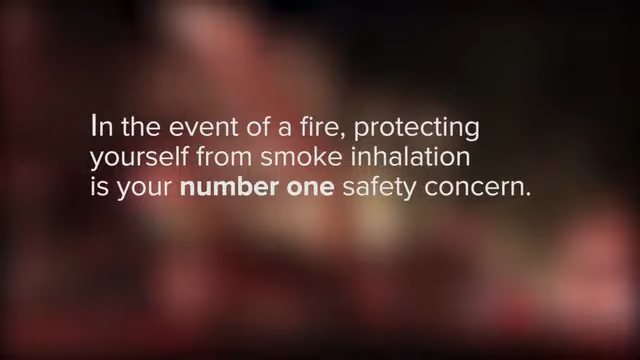 In the event of a fire, protecting
yourself from smoke inhalation
is your number one safety concern.